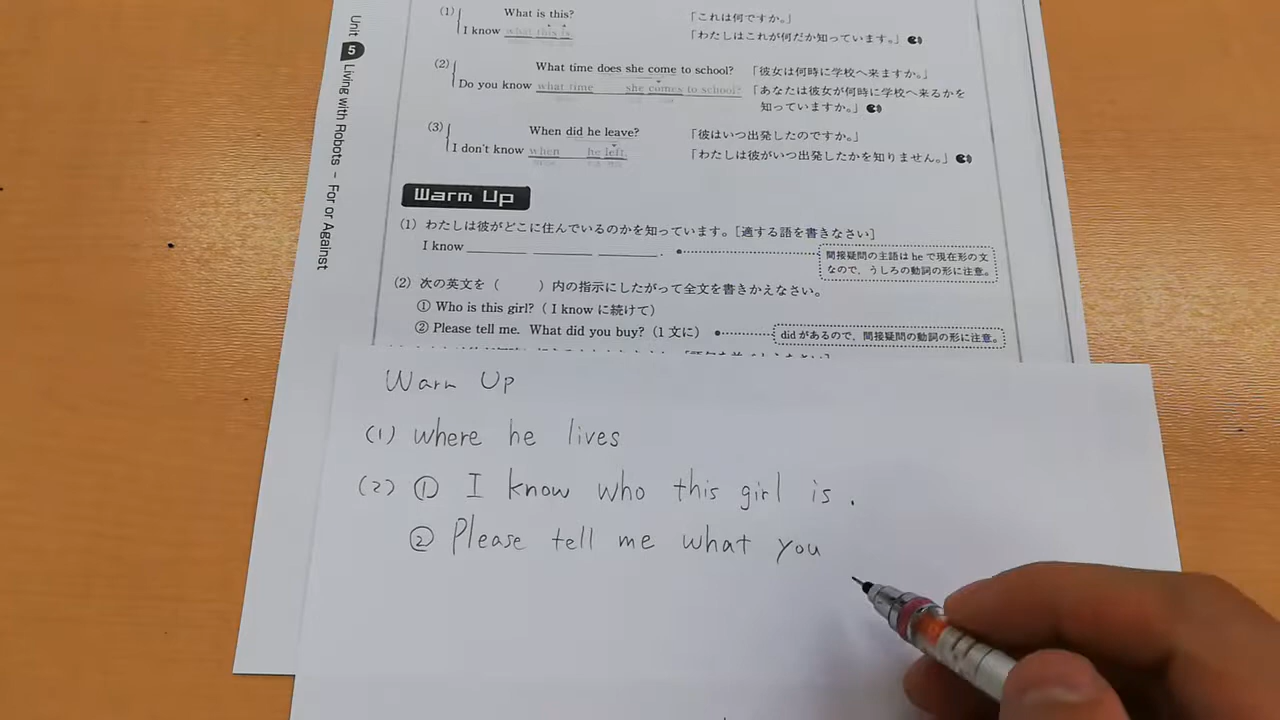 Unit 5 Living with Robots – For or Against
(1) What is this? 「これは何ですか。」
I know what this is. 「わたしはこれが何だか知っています。」
(2) What time does she come to school? 「彼女は何時に学校へ来ますか。」
Do you know what time she comes to school? 「あなたは彼女が何時に学校へ来るかを
知っていますか。」
(3) When did he leave? 「彼はいつ出発したのですか。」
I don't know when he left. 「わたしは彼がいつ出発したかを知りません。」
Warm Up
(1) わたしは彼がどこに住んでいるのかを知っています。[適する語を書きなさい]
I know ______ ______ ______ .
間接疑問の主語は he で現在形の文
なので、うしろの動詞の形に注意。
(2) 次の英文を( )内の指示にしたがって全文を書きかえなさい。
① Who is this girl?( I know に続けて)
② Please tell me. What did you buy?(1文に)
did があるので、間接疑問の動詞の形に注意。
Warm Up
(1) where he lives
(2) ① I know who this girl is .
② Please tell me what you